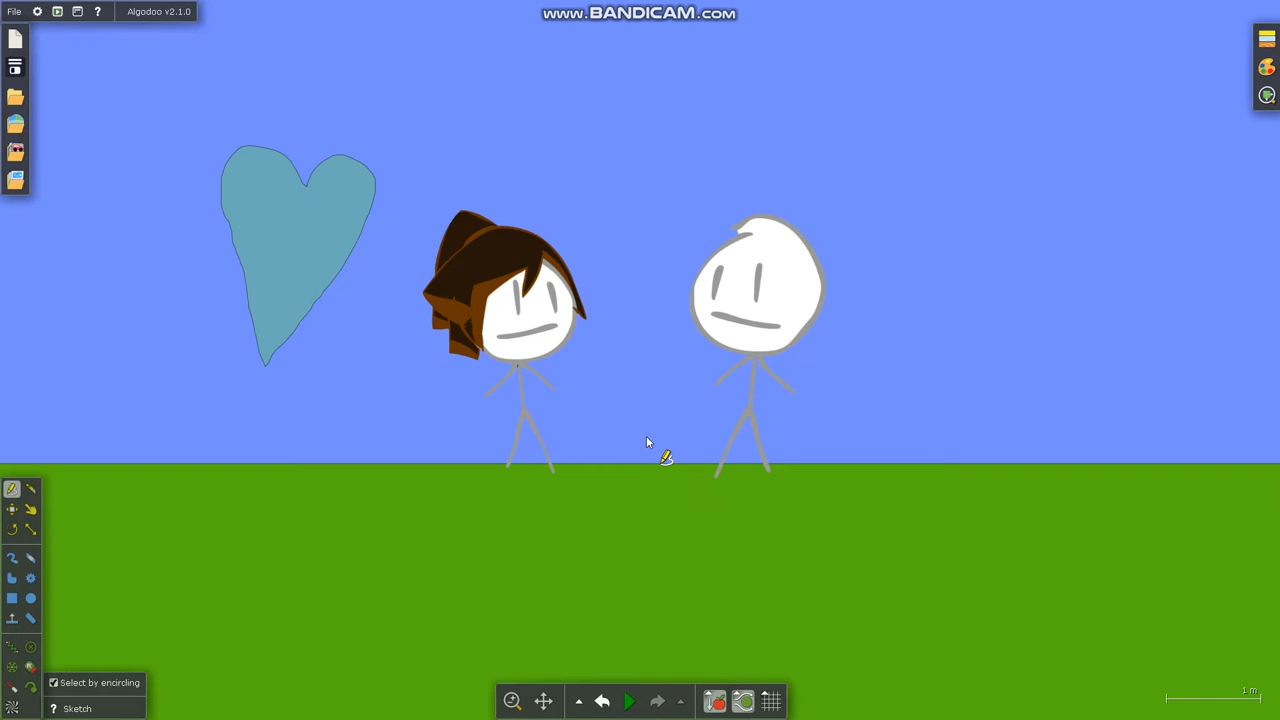 www.BANDICAM.com
File ? Algodoo v2.1.0
Select by encircling
? Sketch
1 m